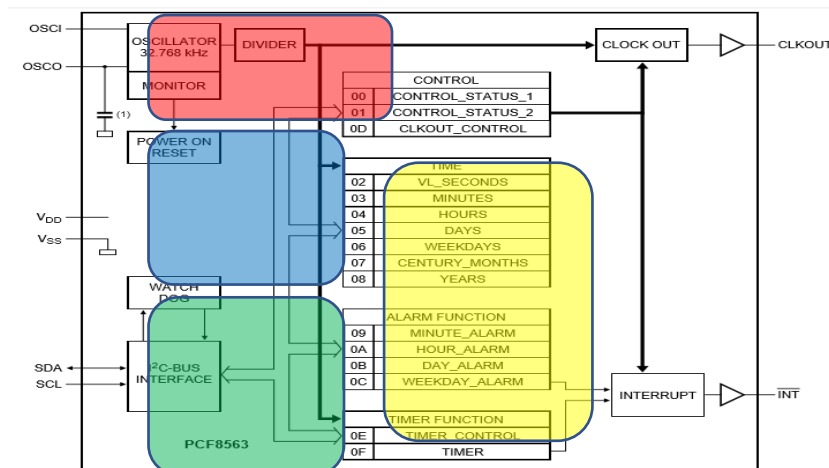 OSCI
OSCO
OSCILLATOR
32.768 kHz
MONITOR
DIVIDER
CLOCK OUT
CLKOUT
(1)
POWER ON
RESET
CONTROL
00 CONTROL_STATUS_1
01 CONTROL_STATUS_2
0D CLKOUT_CONTROL
TIME
02 VL_SECONDS
03 MINUTES
04 HOURS
05 DAYS
06 WEEKDAYS
07 CENTURY_MONTHS
08 YEARS
VDD
VSS
WATCH
DOG
ALARM FUNCTION
09 MINUTE_ALARM
0A HOUR_ALARM
0B DAY_ALARM
0C WEEKDAY_ALARM
SDA
SCL
I²C-BUS
INTERFACE
INTERRUPT
INT
TIMER FUNCTION
0E TIMER_CONTROL
0F TIMER
PCF8563